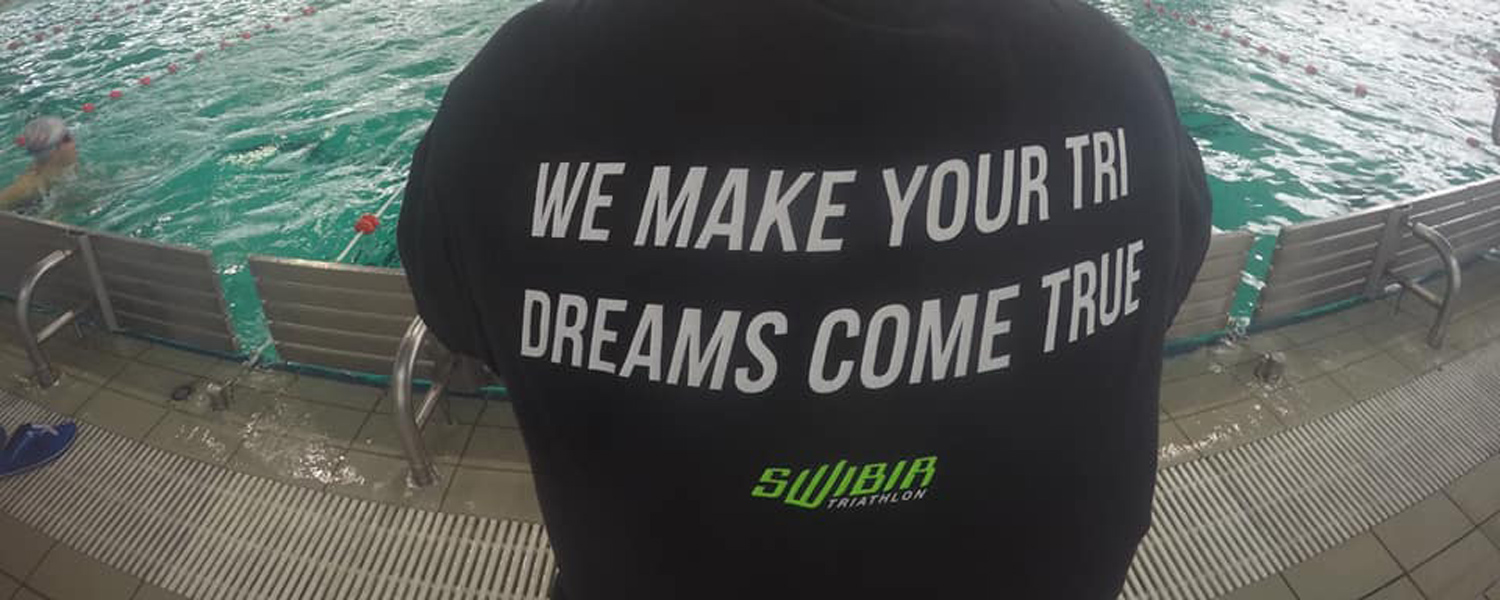 WE MAKE YOUR TRI
DREAMS COME TRUE
SWIBIR
TRIATHLON